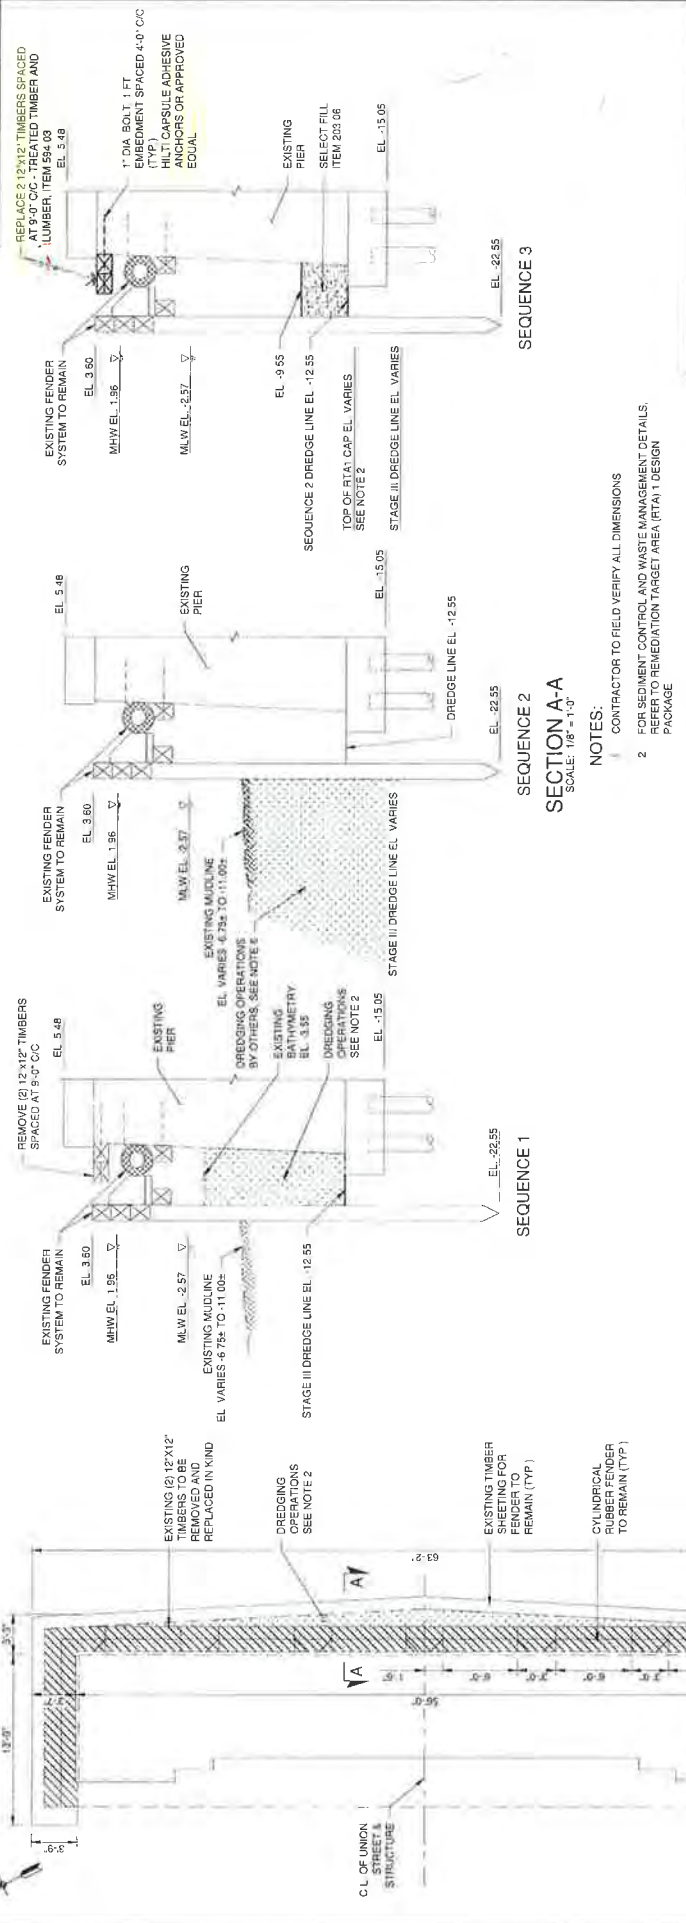 13'-9"
3'-3"
3'-9"
3'-7"
C.L. OF UNION
STREET &
STRUCTURE
56'-0"
63'-2"
1'-6"
6'-0"
3'-0"
6'-0"
3'-0"
A
A
EXISTING (2) 12"X12"
TIMBERS TO BE
REMOVED AND
REPLACED IN KIND
DREDGING
OPERATIONS
SEE NOTE 2
EXISTING TIMBER
SHEETING FOR
FENDER TO
REMAIN (TYP.)
CYLINDRICAL
RUBBER FENDER
TO REMAIN (TYP.)
REMOVE (2) 12"x12" TIMBERS
SPACED AT 9'-0" C/C
EXISTING FENDER
SYSTEM TO REMAIN
EL 5.48
EL 3.60
MHW EL. 1.96
MLW EL. -2.57
EXISTING
PIER
EXISTING MUDLINE
EL VARIES -6.75± TO -11.00±
EXISTING
BATHYMETRY
EL -3.55
DREDGING
OPERATIONS
SEE NOTE 2
STAGE III DREDGE LINE EL -12.55
EL -15.05
EL -22.55
SEQUENCE 1
EXISTING FENDER
SYSTEM TO REMAIN
EL 5.48
EL 3.60
MHW EL. 1.96
MLW EL. -2.57
EXISTING
PIER
EXISTING MUDLINE
EL VARIES -6.75± TO -11.00±
DREDGING OPERATIONS
BY OTHERS, SEE NOTE 6
STAGE III DREDGE LINE EL VARIES
EL -15.05
DREDGE LINE EL -12.55
EL -22.55
SEQUENCE 2
REPLACE 2 12"x12" TIMBERS SPACED
AT 9'-0" C/C - TREATED TIMBER AND
LUMBER, ITEM 594.03
EXISTING FENDER
SYSTEM TO REMAIN
EL 5.48
EL 3.60
MHW EL. 1.96
MLW EL. -2.57
1" DIA BOLT, 1 FT
EMBEDMENT SPACED 4'-0" C/C
(TYP.)
HILTI CAPSULE ADHESIVE
ANCHORS OR APPROVED
EQUAL
EXISTING
PIER
SELECT FILL
ITEM 203.06
EL -9.55
SEQUENCE 2 DREDGE LINE EL -12.55
TOP OF RTA1 CAP EL VARIES
SEE NOTE 2
STAGE III DREDGE LINE EL VARIES
EL -15.05
EL -22.55
SEQUENCE 3
SECTION A-A
SCALE: 1/8" = 1'-0"
NOTES:
1 CONTRACTOR TO FIELD VERIFY ALL DIMENSIONS
2 FOR SEDIMENT CONTROL AND WASTE MANAGEMENT DETAILS,
REFER TO REMEDIATION TARGET AREA (RTA) 1 DESIGN
PACKAGE